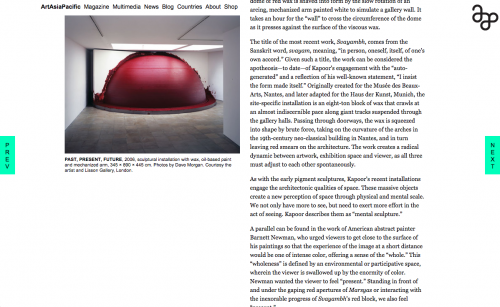 ArtAsiaPacific Magazine Multimedia News Blog Countries About Shop
dome of red wax is shaved into form by the slow rotation of an
arcing, mechanized arm painted white to simulate a gallery wall. It
takes an hour for the “wall” to cross the circumference of the dome
as it presses against the surface of the viscous wax.
The title of the most recent work, Svayambh, comes from the
Sanskrit word, svayam, meaning, “in person, oneself, itself, of one’s
own accord.” Given such a title, the work can be considered the
apotheosis—to date—of Kapoor’s engagement with the “auto-
generated” and a reflection of his well-known statement, “I insist
the form made itself.” Originally created for the Musée des Beaux-
Arts, Nantes, and later adapted for the Haus der Kunst, Munich, the
site-specific installation is an eight-ton block of wax that crawls at
an almost indiscernible pace along giant tracks suspended through
the gallery halls. Passing through doorways, the wax is squeezed
into shape by brute force, taking on the curvature of the arches in
the 19th-century neo-classical building in Nantes, and in turn
leaving red smears on the architecture. The work creates a radical
dynamic between artwork, exhibition space and viewer, as all three
must adjust to each other spontaneously.
As with the early pigment sculptures, Kapoor’s recent installations
engage the architectonic qualities of space. These massive objects
create a new perception of space through physical and mental scale.
We not only have more to see, but need to exert more effort in the
act of seeing. Kapoor describes them as “mental sculpture.”
A parallel can be found in the work of American abstract painter
Barnett Newman, who urged viewers to get close to the surface of
his paintings so that the experience of the image at a short distance
would be one of intense color, offering a sense of the “whole.” This
“wholeness” is defined by an environmental or participative space,
wherein the viewer is swallowed up by the enormity of color.
Newman wanted the viewer to feel “present.” Standing in front of
and under the gaping red apertures of Marsyas or interacting with
the inexorable progress of Svayambh’s red block, we also feel
PAST, PRESENT, FUTURE, 2006, sculptural installation with wax, oil-based paint
and mechanized arm, 345 × 890 × 445 cm. Photos by Dave Morgan. Courtesy the
artist and Lisson Gallery, London.
PREV
NEXT